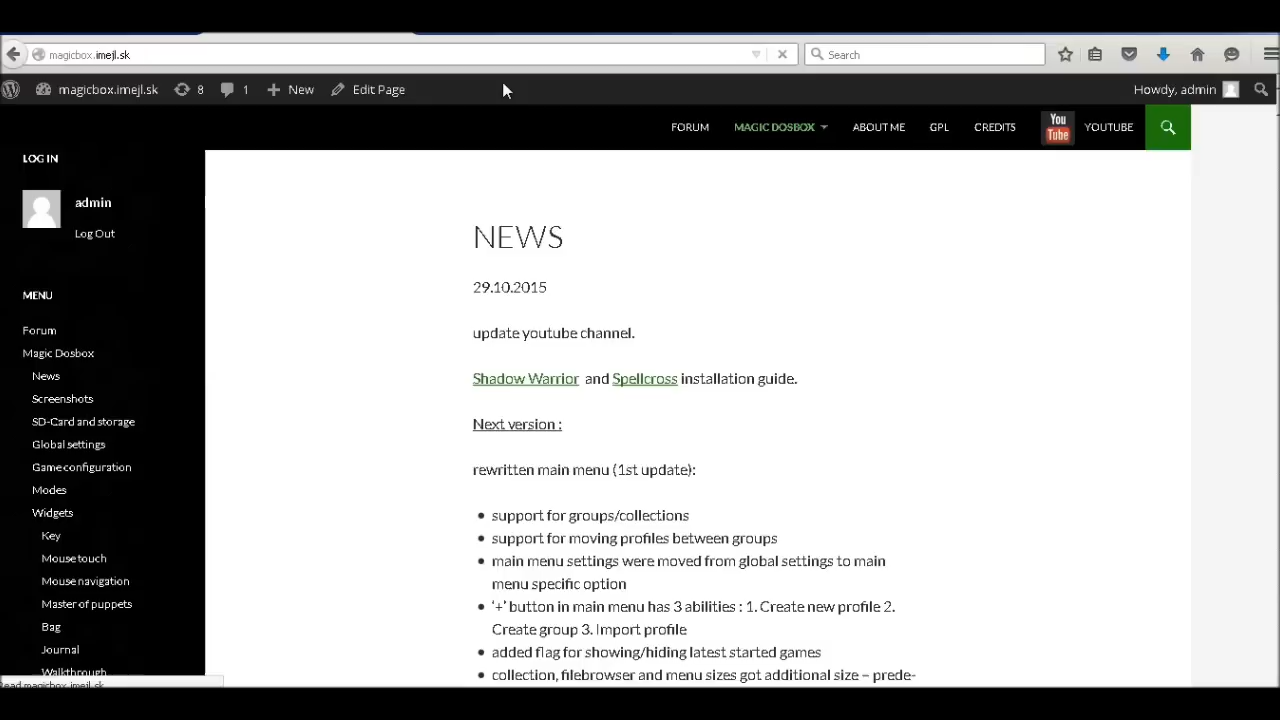 magicbox.imejl.sk
Search
magicbox.imejl.sk 8 1 New Edit Page Howdy, admin
FORUM MAGIC DOSBOX ABOUT ME GPL CREDITS You Tube YOUTUBE
LOG IN
admin
Log Out
MENU
Forum
Magic Dosbox
News
Screenshots
SD-Card and storage
Global settings
Game configuration
Modes
Widgets
Key
Mouse touch
Mouse navigation
Master of puppets
Bag
Journal
Walkthrough
NEWS
29.10.2015
update youtube channel.
Shadow Warrior and Spellcross installation guide.
Next version :
rewritten main menu (1st update):
• support for groups/collections
• support for moving profiles between groups
• main menu settings were moved from global settings to main
menu specific option
• ‘+’ button in main menu has 3 abilities : 1. Create new profile 2.
Create group 3. Import profile
• added flag for showing/hiding latest started games
• collection, filebrowser and menu sizes got additional size – prede-
Read magicbox.imejl.sk